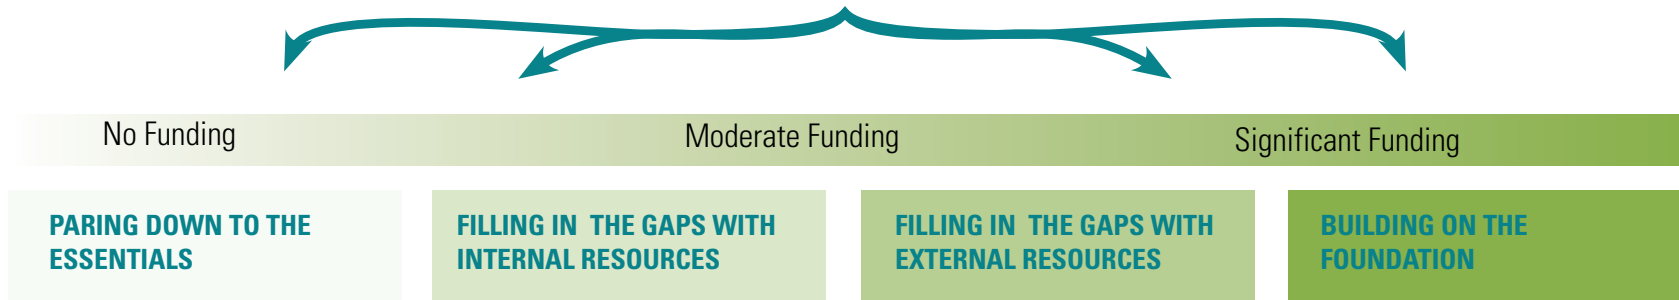 No Funding
Moderate Funding
Significant Funding
PARING DOWN TO THE
ESSENTIALS
FILLING IN THE GAPS WITH
INTERNAL RESOURCES
FILLING IN THE GAPS WITH
EXTERNAL RESOURCES
BUILDING ON THE
FOUNDATION